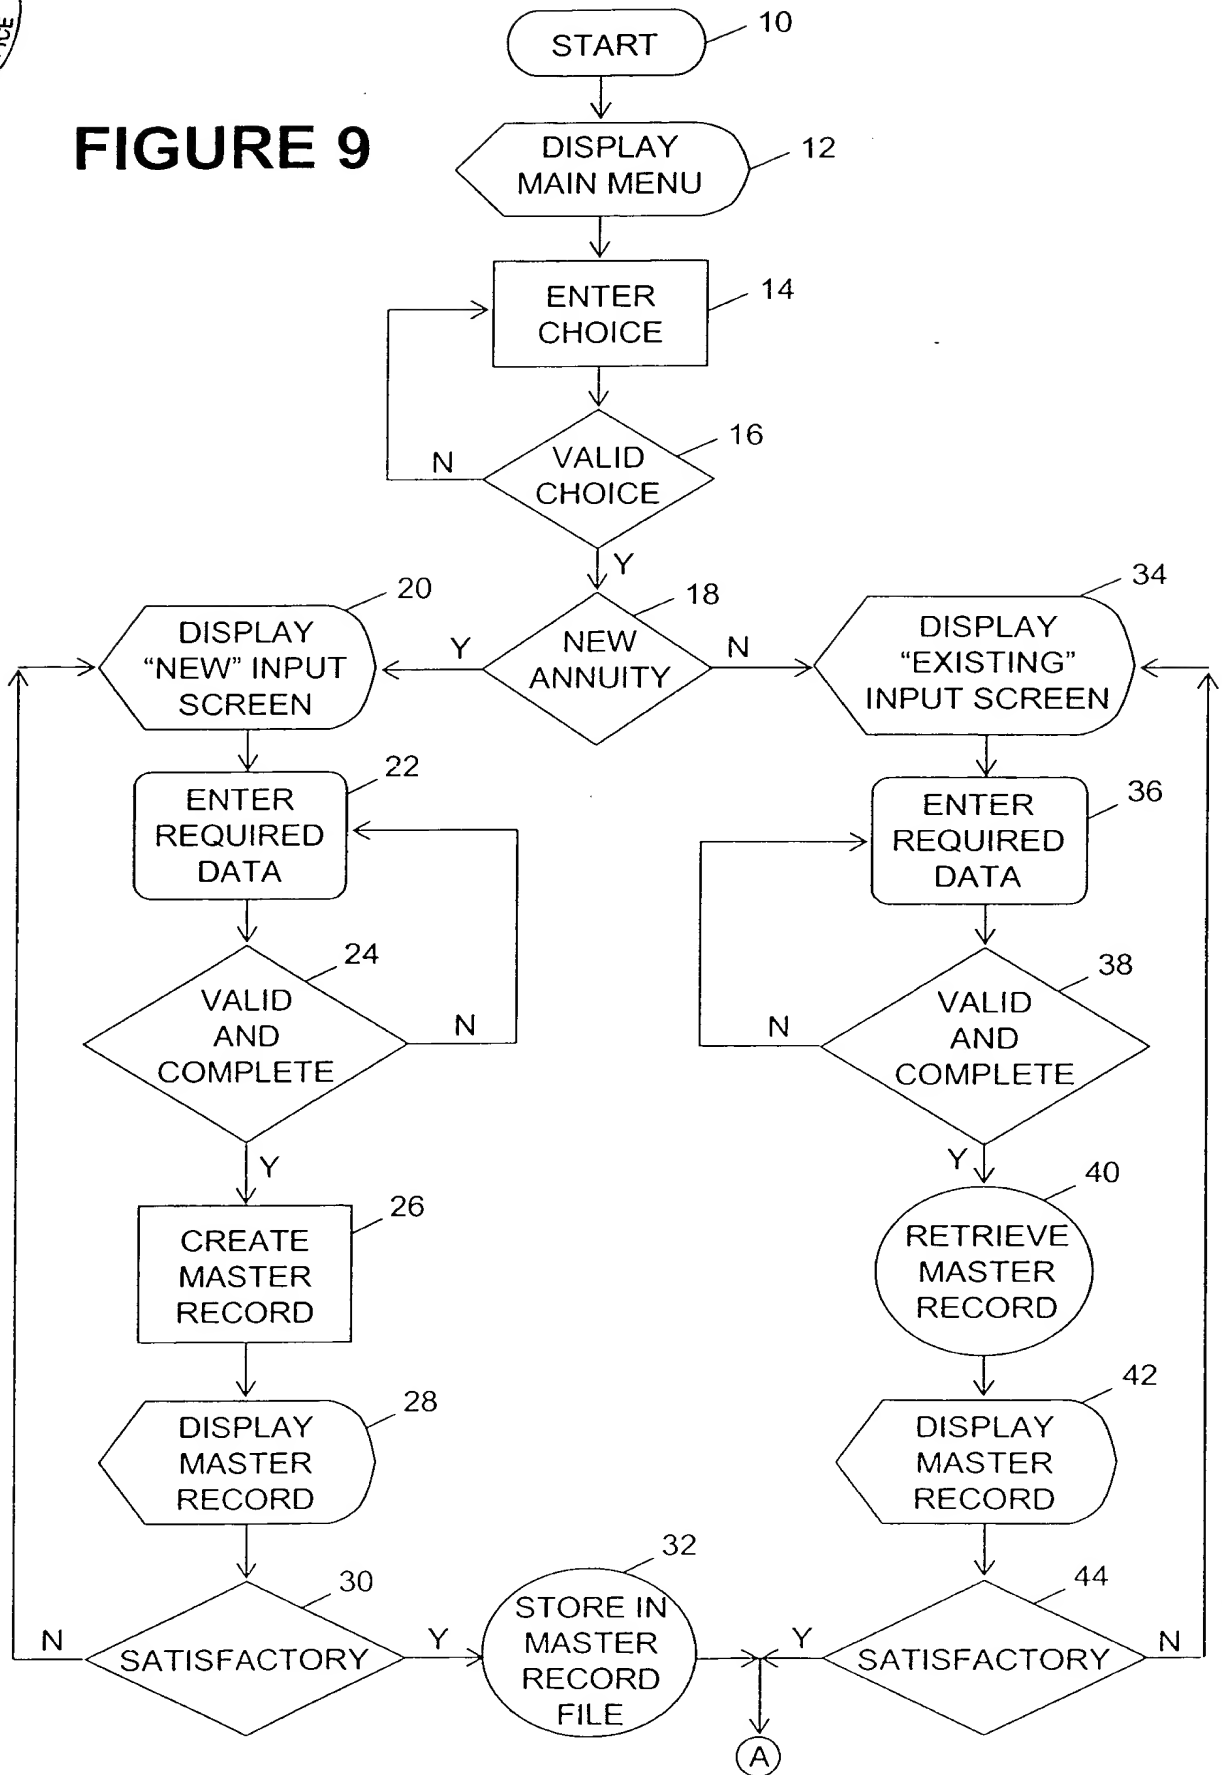 ICE
START
10
FIGURE 9
DISPLAY
MAIN MENU
12
ENTER
CHOICE
14
VALID
CHOICE
16
N
Y
NEW
ANNUITY
18
Y
N
DISPLAY
“NEW” INPUT
SCREEN
20
DISPLAY
“EXISTING”
INPUT SCREEN
34
ENTER
REQUIRED
DATA
22
ENTER
REQUIRED
DATA
36
VALID
AND
COMPLETE
24
N
Y
VALID
AND
COMPLETE
38
N
Y
CREATE
MASTER
RECORD
26
RETRIEVE
MASTER
RECORD
40
DISPLAY
MASTER
RECORD
28
DISPLAY
MASTER
RECORD
42
SATISFACTORY
30
N
Y
STORE IN
MASTER
RECORD
FILE
32
SATISFACTORY
44
Y
N
A